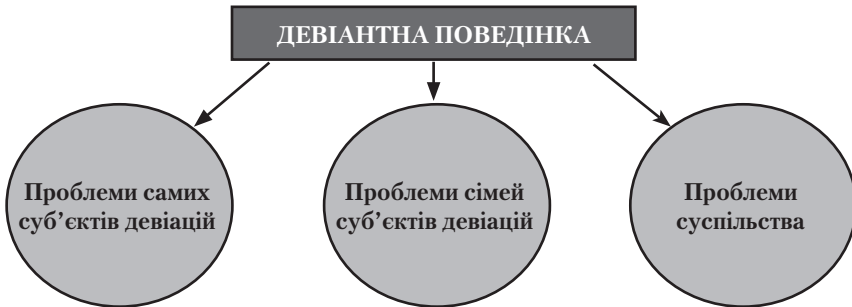 ДЕВІАНТНА ПОВЕДІНКА
Проблеми самих
суб’єктів девіацій
Проблеми сімей
суб’єктів девіацій
Проблеми
суспільства